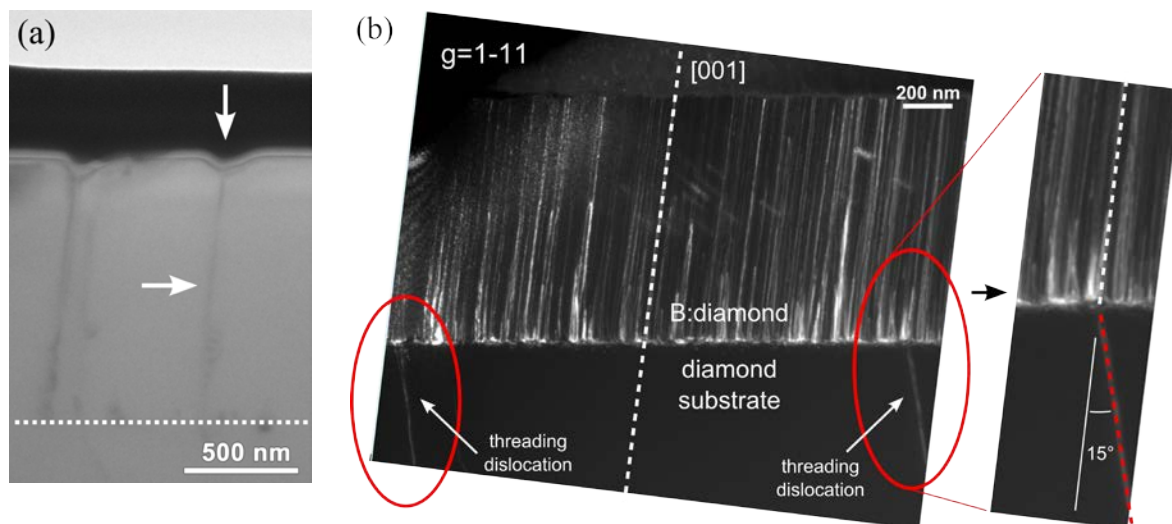 (a)
500 nm
(b)
g=1-11
[001]
200 nm
B:diamond
diamond
substrate
threading
dislocation
threading
dislocation
15°